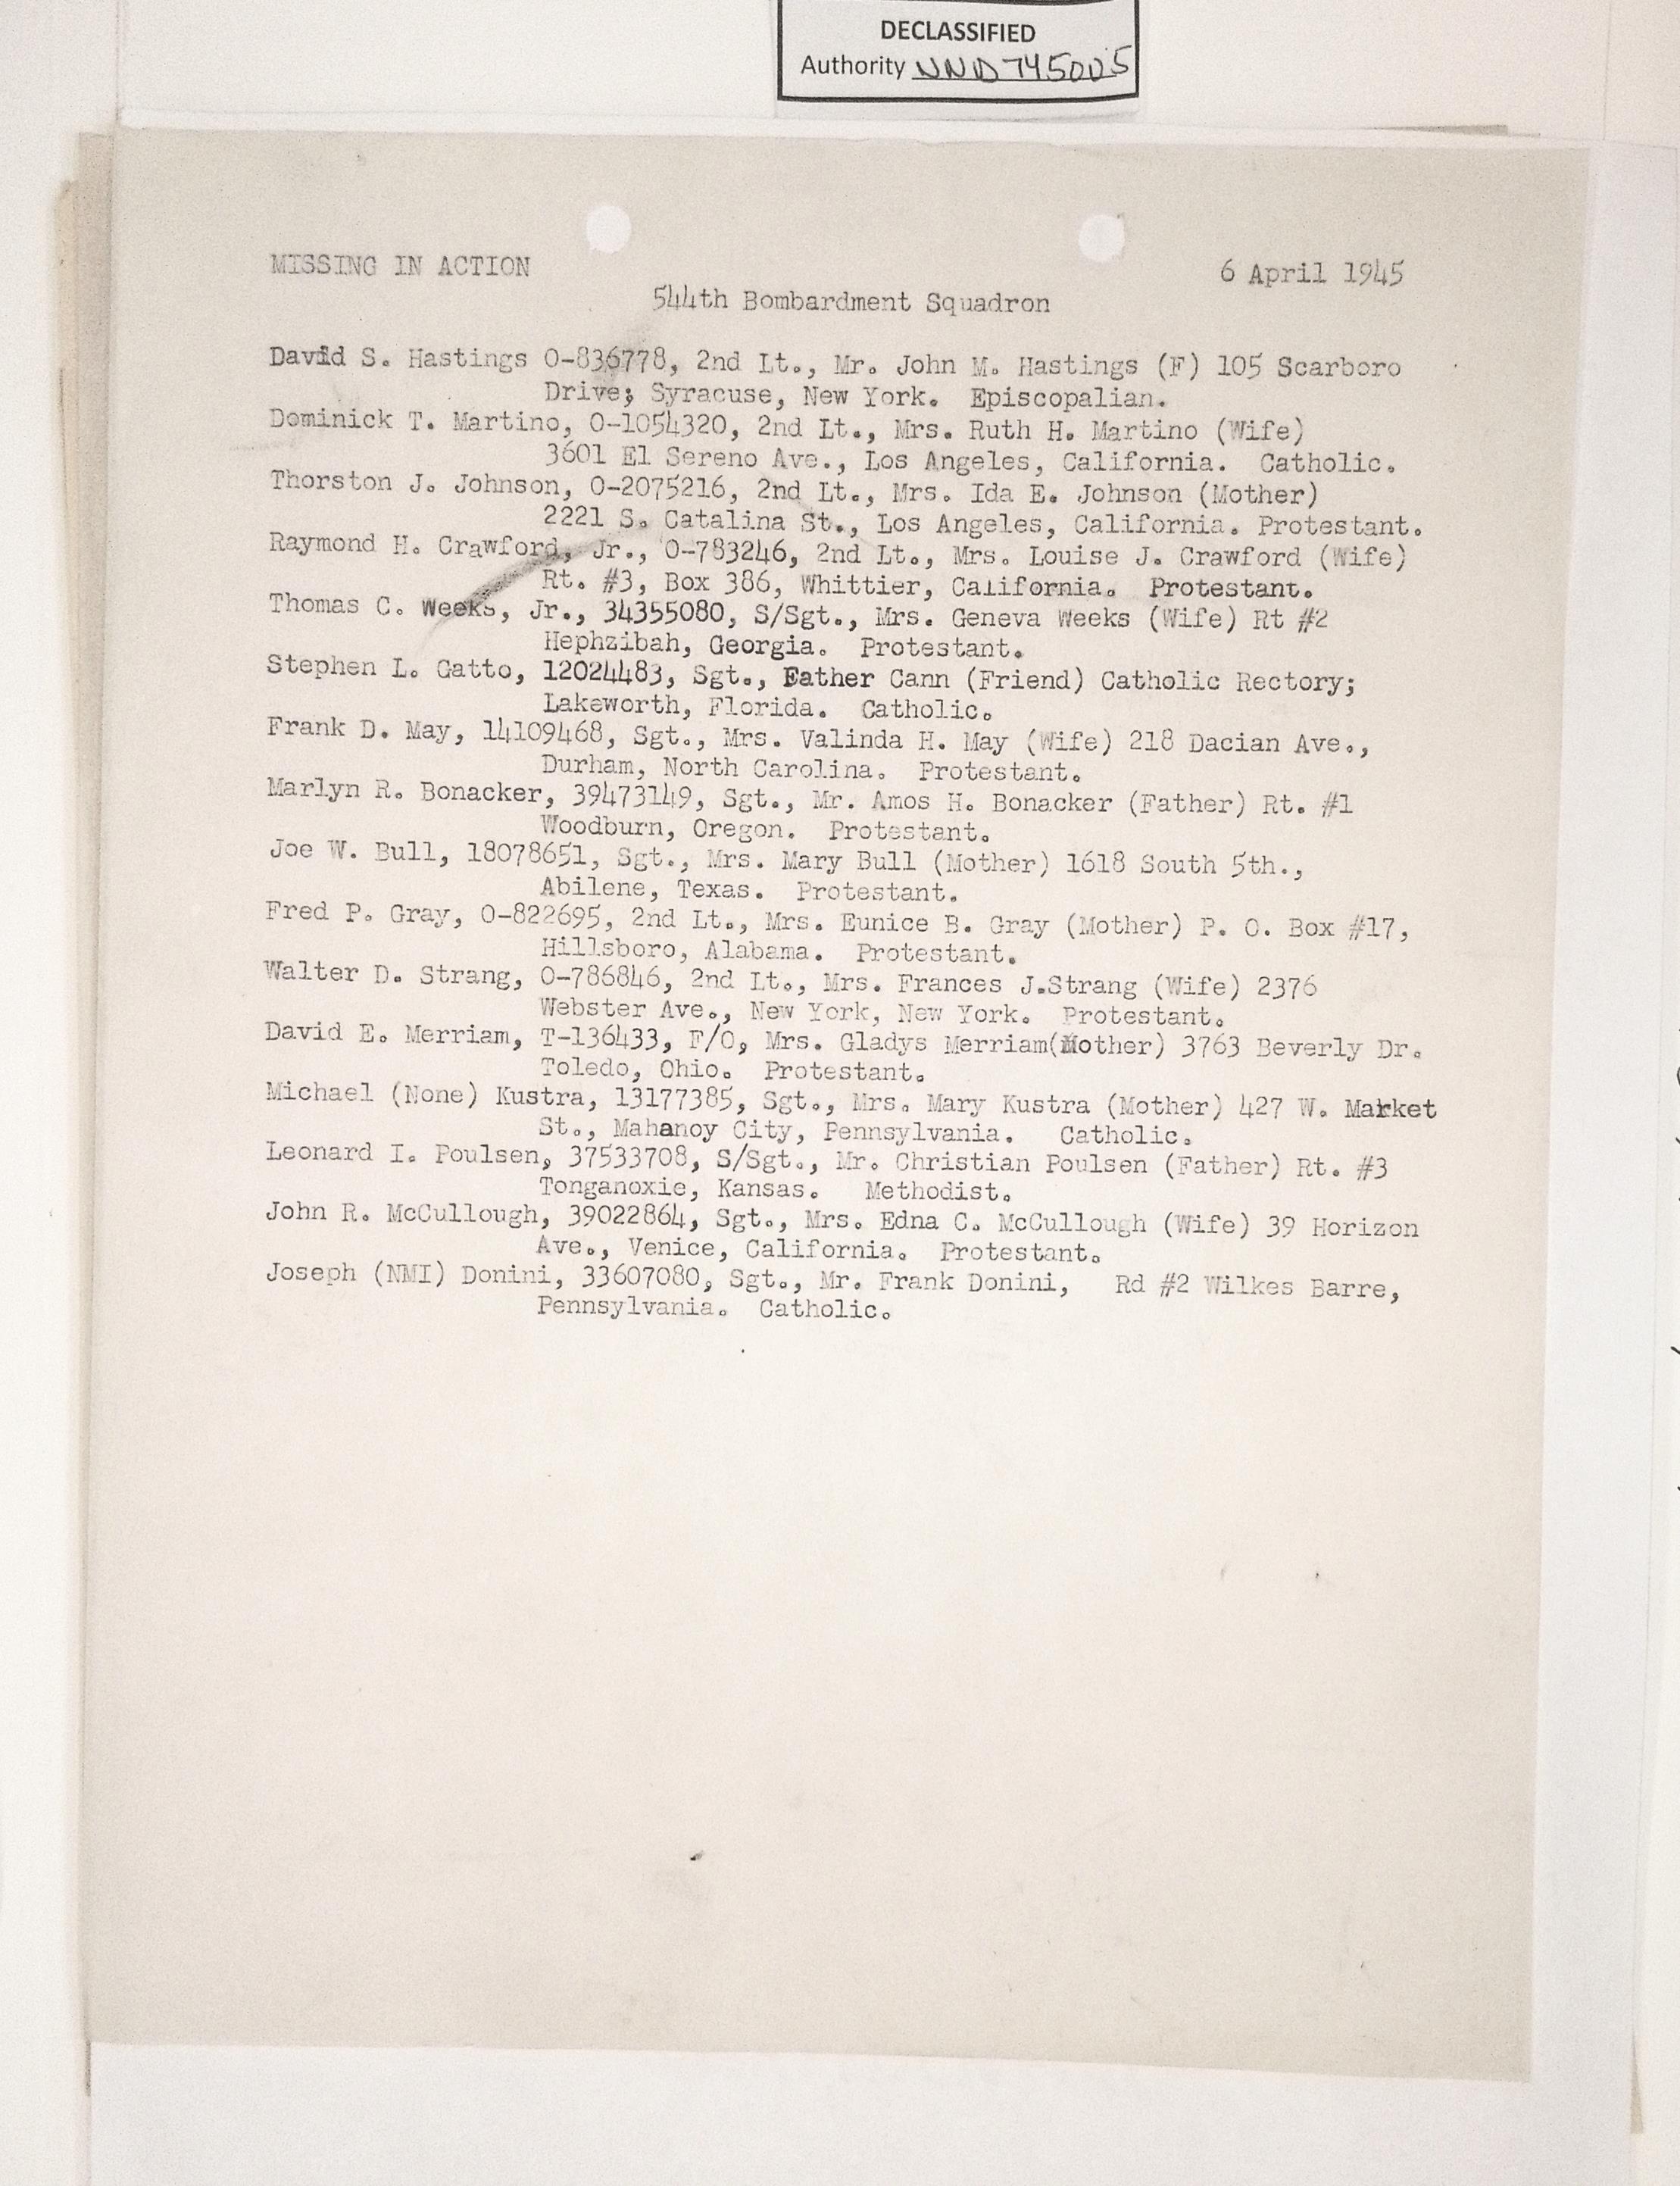 DECLASSIFIED
Authority NND 745005
MISSING IN ACTION 6 April 1945
544th Bombardment Squadron
David S. Hastings O-836778, 2nd Lt., Mr. John M. Hastings (F) 105 Scarboro
Drive; Syracuse, New York. Episcopalian.
Dominick T. Martino, O-1054320, 2nd Lt., Mrs. Ruth H. Martino (Wife)
3601 El Sereno Ave., Los Angeles, California. Catholic.
Thorston J. Johnson, O-2075216, 2nd Lt., Mrs. Ida E. Johnson (Mother)
2221 S. Catalina St., Los Angeles, California. Protestant.
Raymond H. Crawford, Jr., O-783246, 2nd Lt., Mrs. Louise J. Crawford (Wife)
Rt. #3, Box 386, Whittier, California. Protestant.
Thomas C. Weeks, Jr., 34355080, S/Sgt., Mrs. Geneva Weeks (Wife) Rt #2
Hephzibah, Georgia. Protestant.
Stephen L. Gatto, 12024483, Sgt., Father Cann (Friend) Catholic Rectory;
Lakeworth, Florida. Catholic.
Frank D. May, 14109468, Sgt., Mrs. Valinda H. May (Wife) 218 Dacian Ave.,
Durham, North Carolina. Protestant.
Marlyn R. Bonacker, 39473149, Sgt., Mr. Amos H. Bonacker (Father) Rt. #1
Woodburn, Oregon. Protestant.
Joe W. Bull, 18078651, Sgt., Mrs. Mary Bull (Mother) 1618 South 5th.,
Abilene, Texas. Protestant.
Fred P. Gray, O-822695, 2nd Lt., Mrs. Eunice B. Gray (Mother) P. O. Box #17,
Hillsboro, Alabama. Protestant.
Walter D. Strang, O-786846, 2nd Lt., Mrs. Frances J.Strang (Wife) 2376
Webster Ave., New York, New York. Protestant.
David E. Merriam, T-136433, F/O, Mrs. Gladys Merriam(Mother) 3763 Beverly Dr.
Toledo, Ohio. Protestant.
Michael (None) Kustra, 13177385, Sgt., Mrs. Mary Kustra (Mother) 427 W. Market
St., Mahanoy City, Pennsylvania. Catholic.
Leonard I. Poulsen, 37533708, S/Sgt., Mr. Christian Poulsen (Father) Rt. #3
Tonganoxie, Kansas. Methodist.
John R. McCullough, 39022864, Sgt., Mrs. Edna C. McCullough (Wife) 39 Horizon
Ave., Venice, California. Protestant.
Joseph (NMI) Donini, 33607080, Sgt., Mr. Frank Donini, Rd #2 Wilkes Barre,
Pennsylvania. Catholic.